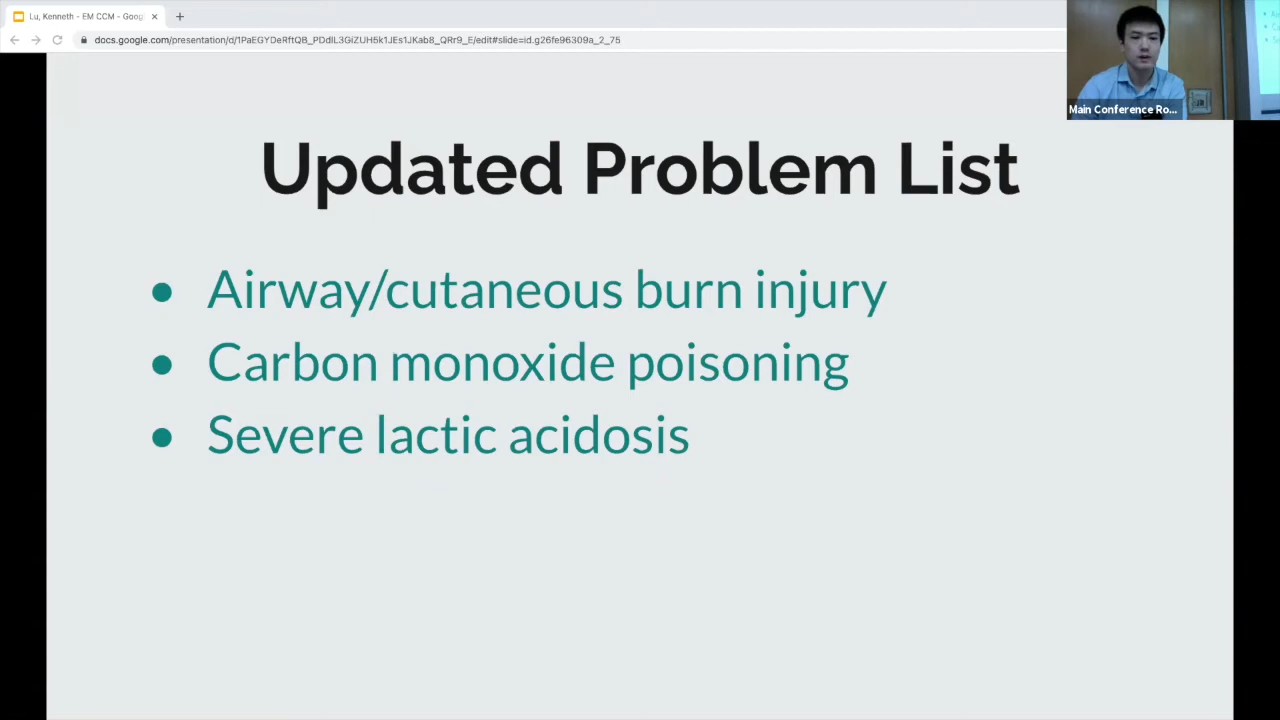 Lu, Kenneth - EM CCM - Goog
docs.google.com/presentation/d/1PaEGYDeRftQB_PDdlL3GiZUH5k1JEs1JKab8_QRr9_E/edit#slide=id.g26fe96309a_2_75
Main Conference Ro...
Updated Problem List
● Airway/cutaneous burn injury
● Carbon monoxide poisoning
● Severe lactic acidosis